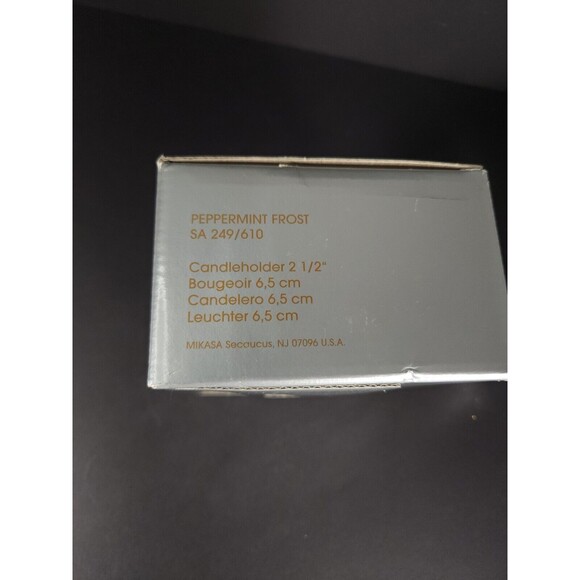 PEPPERMINT FROST
SA 249/610
Candleholder 2 1/2"
Bougeoir 6,5 cm
Candelero 6,5 cm
Leuchter 6,5 cm
MIKASA Secaucus, NJ 07096 U.S.A.